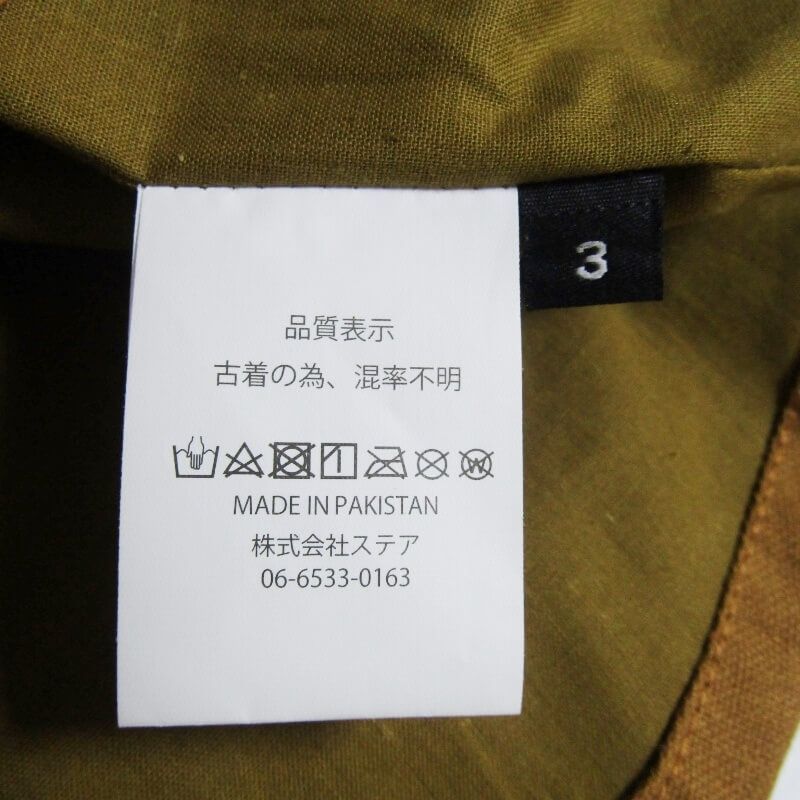 3
品質表示
古着の為、混率不明
W
MADE IN PAKISTAN
株式会社ステア
06-6533-0163